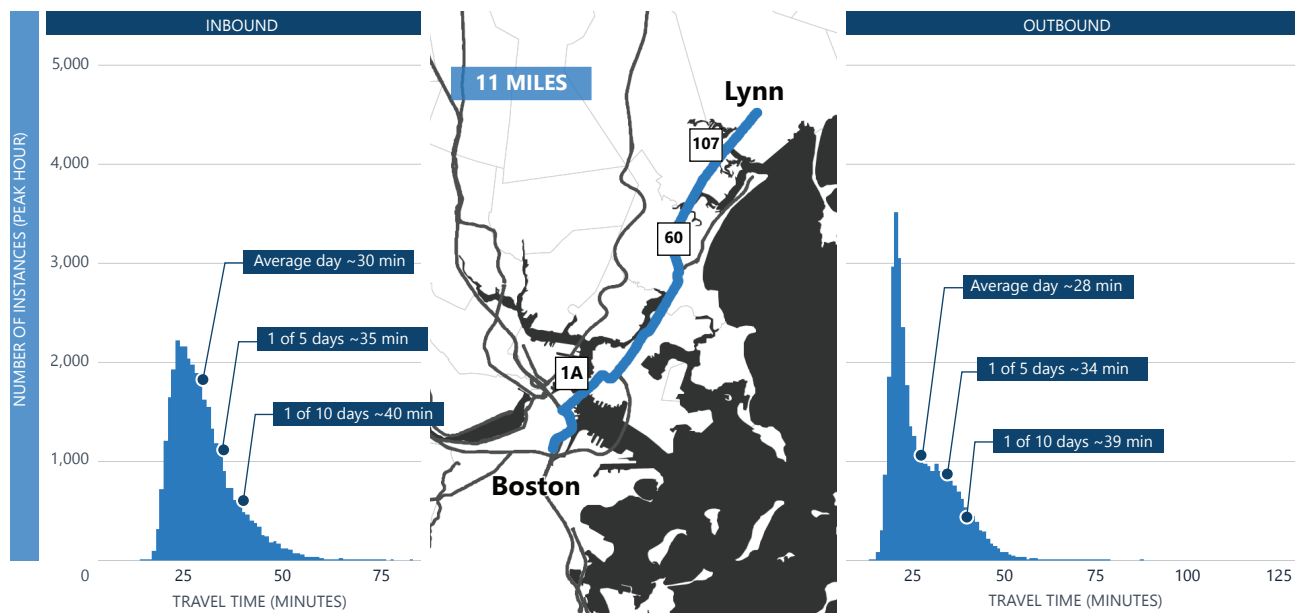 INBOUND
NUMBER OF INSTANCES (PEAK HOUR)
5,000
4,000
3,000
2,000
1,000
0
Average day ~30 min
1 of 5 days ~35 min
1 of 10 days ~40 min
25 50 75
TRAVEL TIME (MINUTES)
11 MILES
Lynn
107
60
1A
Boston
OUTBOUND
Average day ~28 min
1 of 5 days ~34 min
1 of 10 days ~39 min
25 50 75 100 125
TRAVEL TIME (MINUTES)